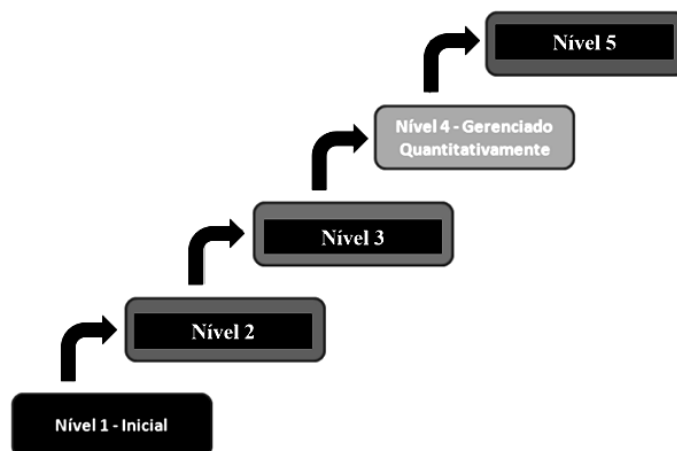 Nível 5
Nível 4 - Gerenciado
Quantitativamente
Nível 3
Nível 2
Nível 1 - Inicial